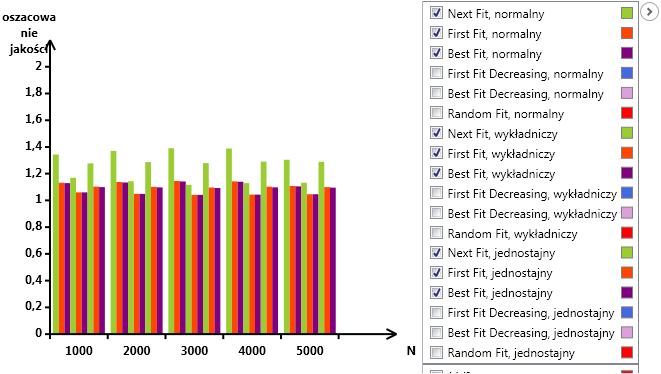 oszacowa
nie
jakości
2
1,8
1,6
1,4
1,2
1
0,8
0,6
0,4
0,2
0
1000
2000
3000
4000
5000
N
Next Fit, normalny
First Fit, normalny
Best Fit, normalny
First Fit Decreasing, normalny
Best Fit Decreasing, normalny
Random Fit, normalny
Next Fit, wykładniczy
First Fit, wykładniczy
Best Fit, wykładniczy
First Fit Decreasing, wykładniczy
Best Fit Decreasing, wykładniczy
Random Fit, wykładniczy
Next Fit, jednostajny
First Fit, jednostajny
Best Fit, jednostajny
First Fit Decreasing, jednostajny
Best Fit Decreasing, jednostajny
Random Fit, jednostajny